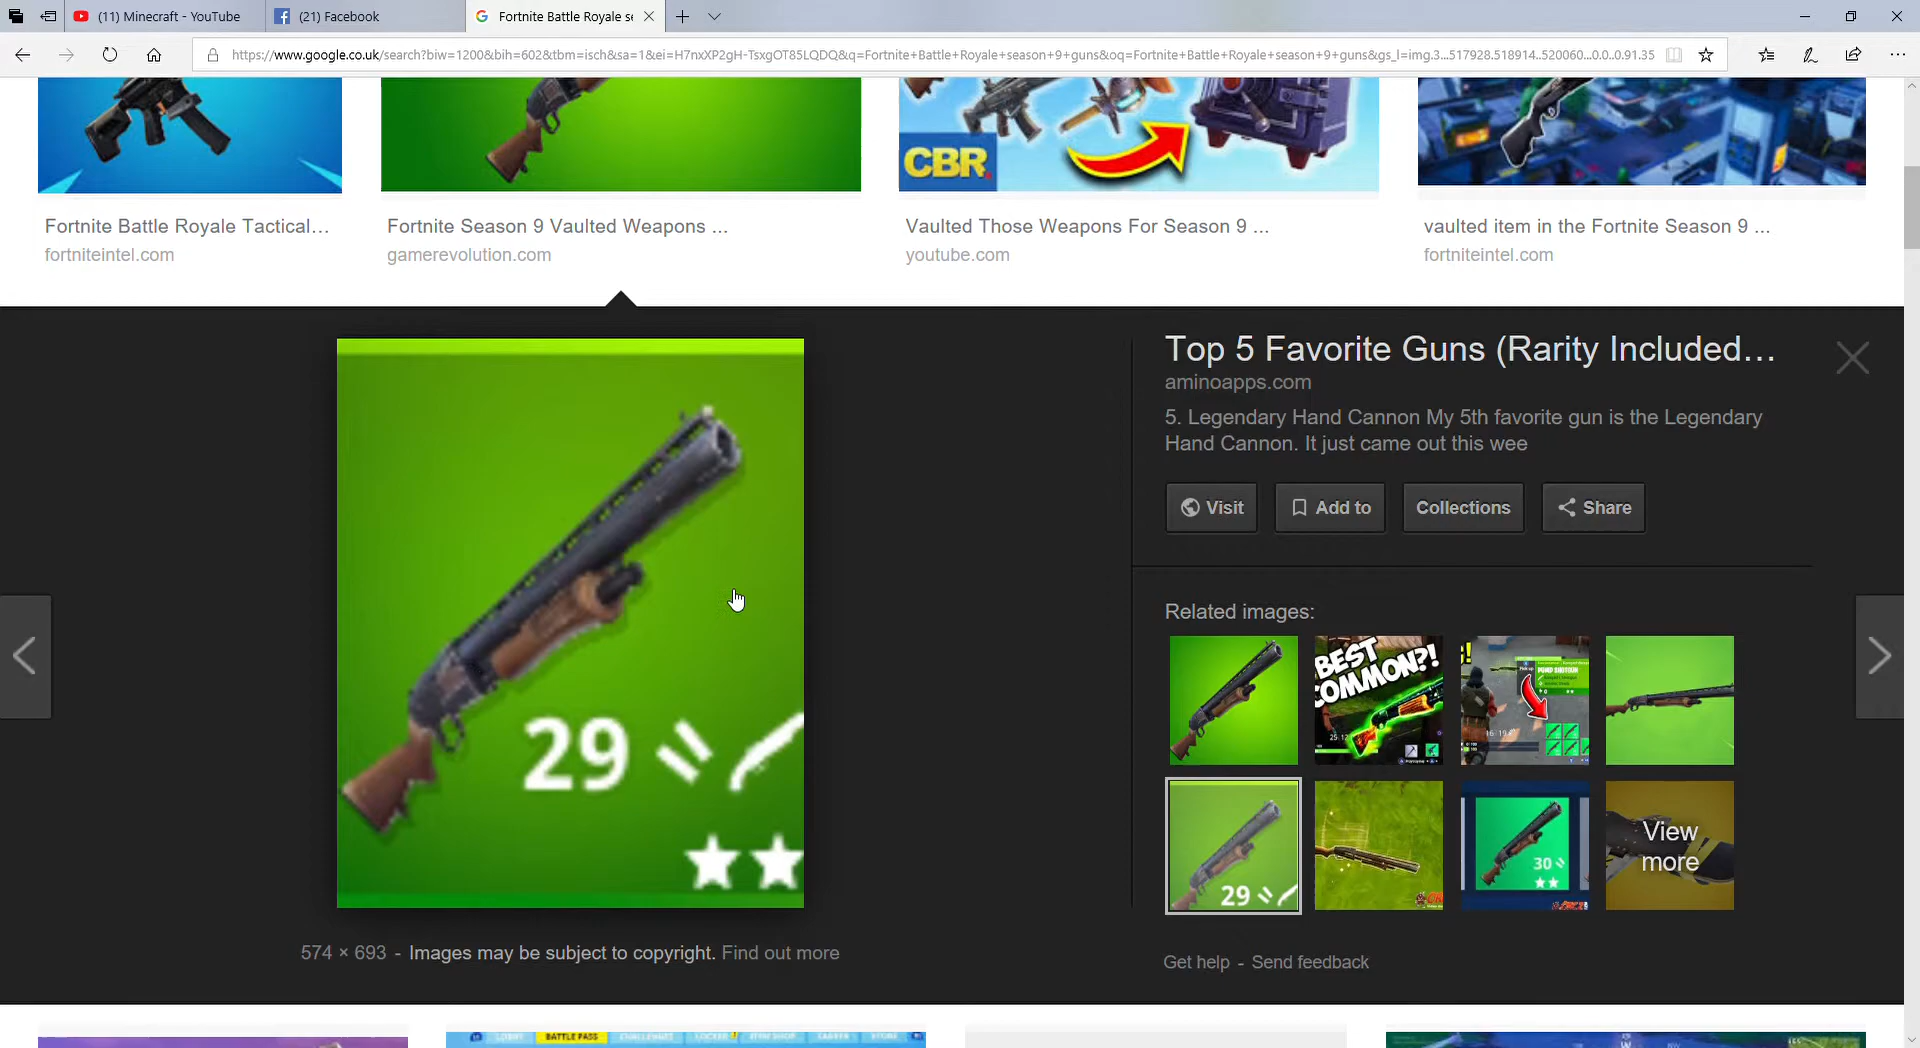 (11) Minecraft - YouTube
(21) Facebook
Fortnite Battle Royale se
https://www.google.co.uk/search?biw=1200&bih=602&tbm=isch&sa=1&ei=H7nxXP2gH-TsxgOT85LQDQ&q=Fortnite+Battle+Royale+season+9+guns&oq=Fortnite+Battle+Royale+season+9+guns&gs_l=img.3...517928.518914..520060...0.0..0.91.35
CBR
Fortnite Battle Royale Tactical...
fortniteintel.com
Fortnite Season 9 Vaulted Weapons ...
gamerevolution.com
Vaulted Those Weapons For Season 9 ...
youtube.com
vaulted item in the Fortnite Season 9 ...
fortniteintel.com
29
Top 5 Favorite Guns (Rarity Included...
aminoapps.com
5. Legendary Hand Cannon My 5th favorite gun is the Legendary
Hand Cannon. It just came out this wee
Visit
Add to
Collections
Share
Related images:
BEST
COMMON?!
29
30
View
more
574 × 693 - Images may be subject to copyright. Find out more
Get help - Send feedback
BATTLE PASS